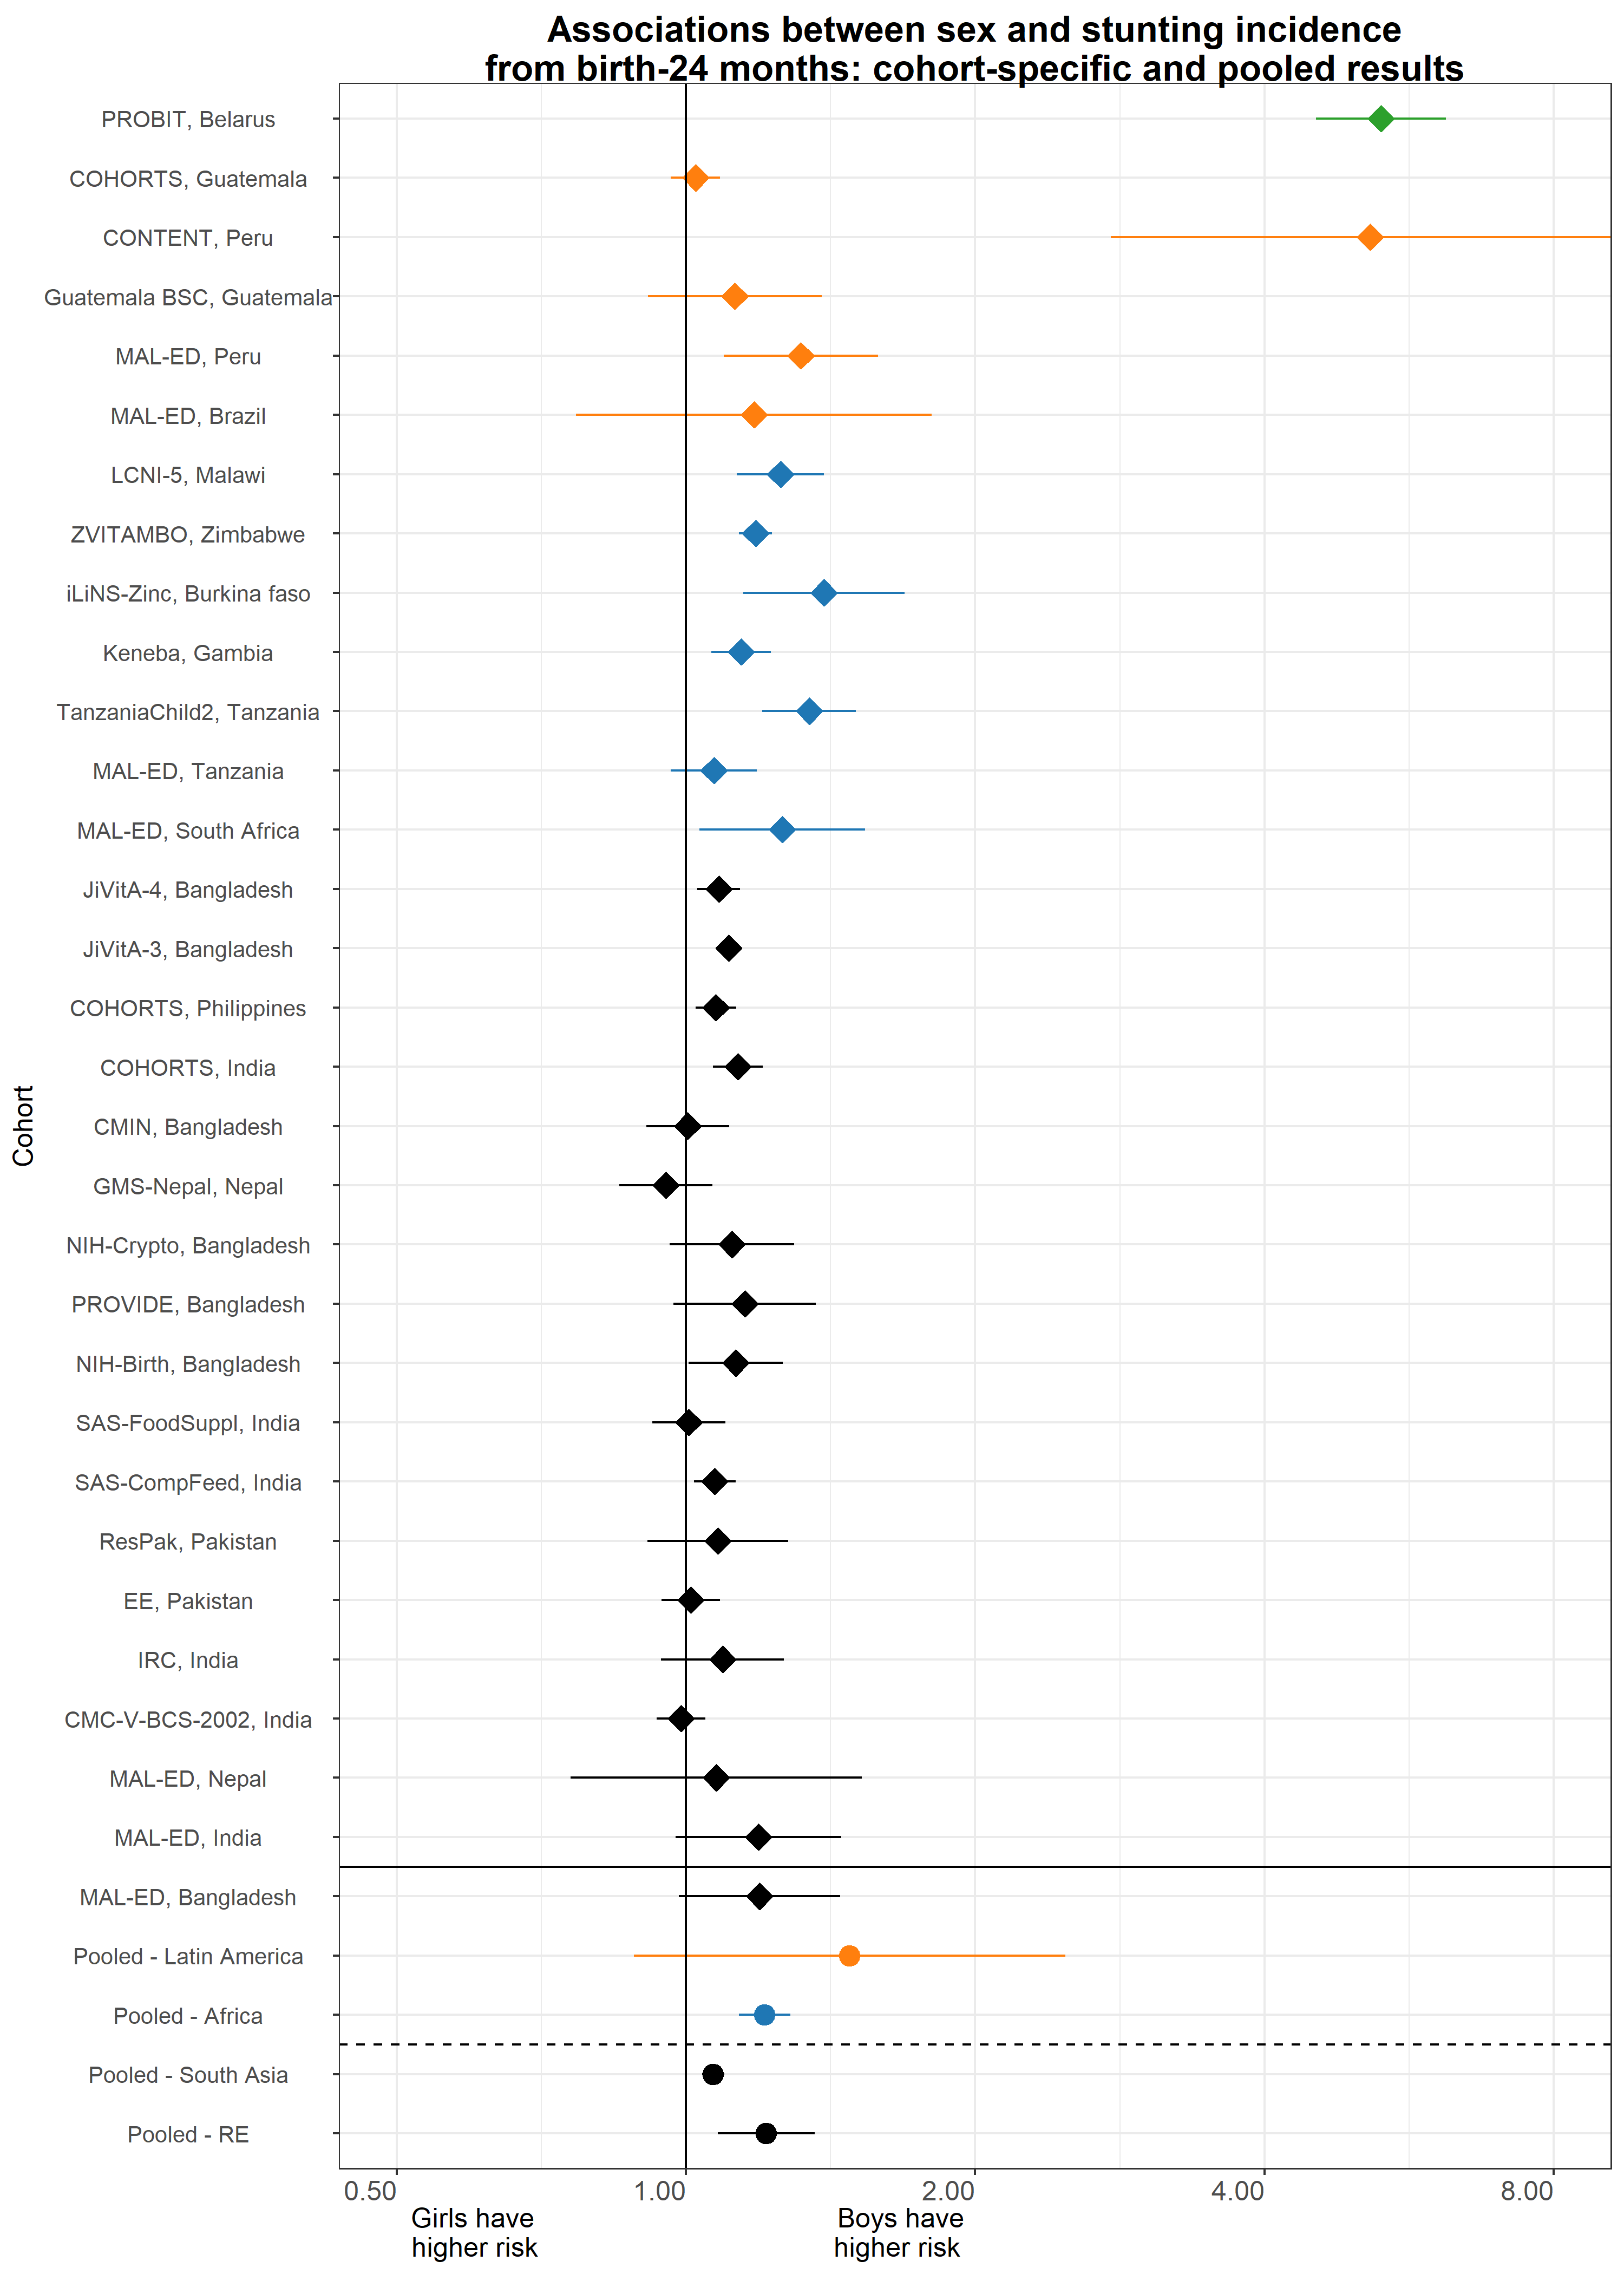 Associations between sex and stunting incidence
from birth-24 months: cohort-specific and pooled results
PROBIT, Belarus
COHORTS, Guatemala
CONTENT, Peru
Guatemala BSC, Guatemala
MAL-ED, Peru
MAL-ED, Brazil
LCNI-5, Malawi
ZVITAMBO, Zimbabwe
iLiNS-Zinc, Burkina faso
Keneba, Gambia
TanzaniaChild2, Tanzania
MAL-ED, Tanzania
MAL-ED, South Africa
JiVitA-4, Bangladesh
JiVitA-3, Bangladesh
COHORTS, Philippines
COHORTS, India
CMIN, Bangladesh
GMS-Nepal, Nepal
NIH-Crypto, Bangladesh
PROVIDE, Bangladesh
NIH-Birth, Bangladesh
SAS-FoodSuppl, India
SAS-CompFeed, India
ResPak, Pakistan
EE, Pakistan
IRC, India
CMC-V-BCS-2002, India
MAL-ED, Nepal
MAL-ED, India
MAL-ED, Bangladesh
Pooled - Latin America
Pooled - Africa
Pooled - South Asia
Pooled - RE
Cohort
0.50 1.00 2.00 4.00 8.00
Girls have
higher risk
Boys have
higher risk